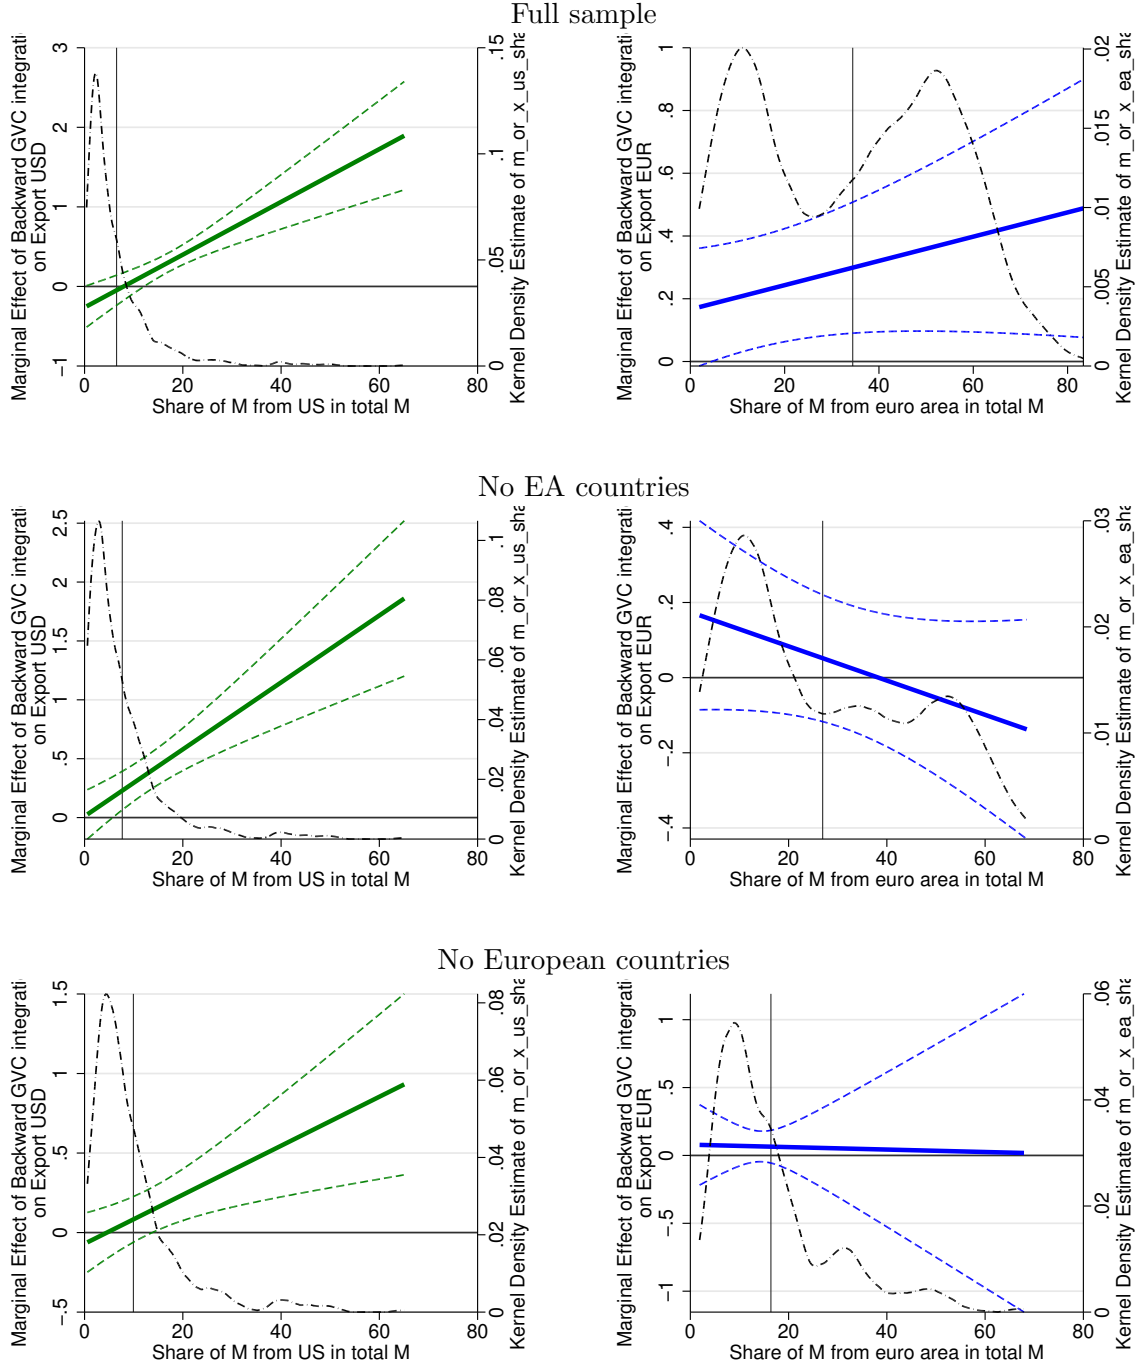 Full sample
Marginal Effect of Backward GVC integrati
on Export USD
3
2
1
0
−1
.15
.1
.05
0
Kernel Density Estimate of m_or_x_us_sha
0 20 40 60 80
Share of M from US in total M
Marginal Effect of Backward GVC integrati
on Export EUR
1
.8
.6
.4
.2
0
.02
.015
.01
.005
0
Kernel Density Estimate of m_or_x_ea_sha
0 20 40 60 80
Share of M from euro area in total M
No EA countries
Marginal Effect of Backward GVC integrati
on Export USD
2.5
2
1.5
1
.5
0
.1
.08
.06
.04
.02
0
Kernel Density Estimate of m_or_x_us_sha
0 20 40 60 80
Share of M from US in total M
Marginal Effect of Backward GVC integrati
on Export EUR
.4
.2
0
−.2
−.4
.03
.02
.01
0
Kernel Density Estimate of m_or_x_ea_sha
0 20 40 60 80
Share of M from euro area in total M
No European countries
Marginal Effect of Backward GVC integrati
on Export USD
1.5
1
.5
0
−.5
.08
.06
.04
.02
0
Kernel Density Estimate of m_or_x_us_sha
0 20 40 60 80
Share of M from US in total M
Marginal Effect of Backward GVC integrati
on Export EUR
1
.5
0
−.5
−1
.06
.04
.02
0
Kernel Density Estimate of m_or_x_ea_sha
0 20 40 60 80
Share of M from euro area in total M